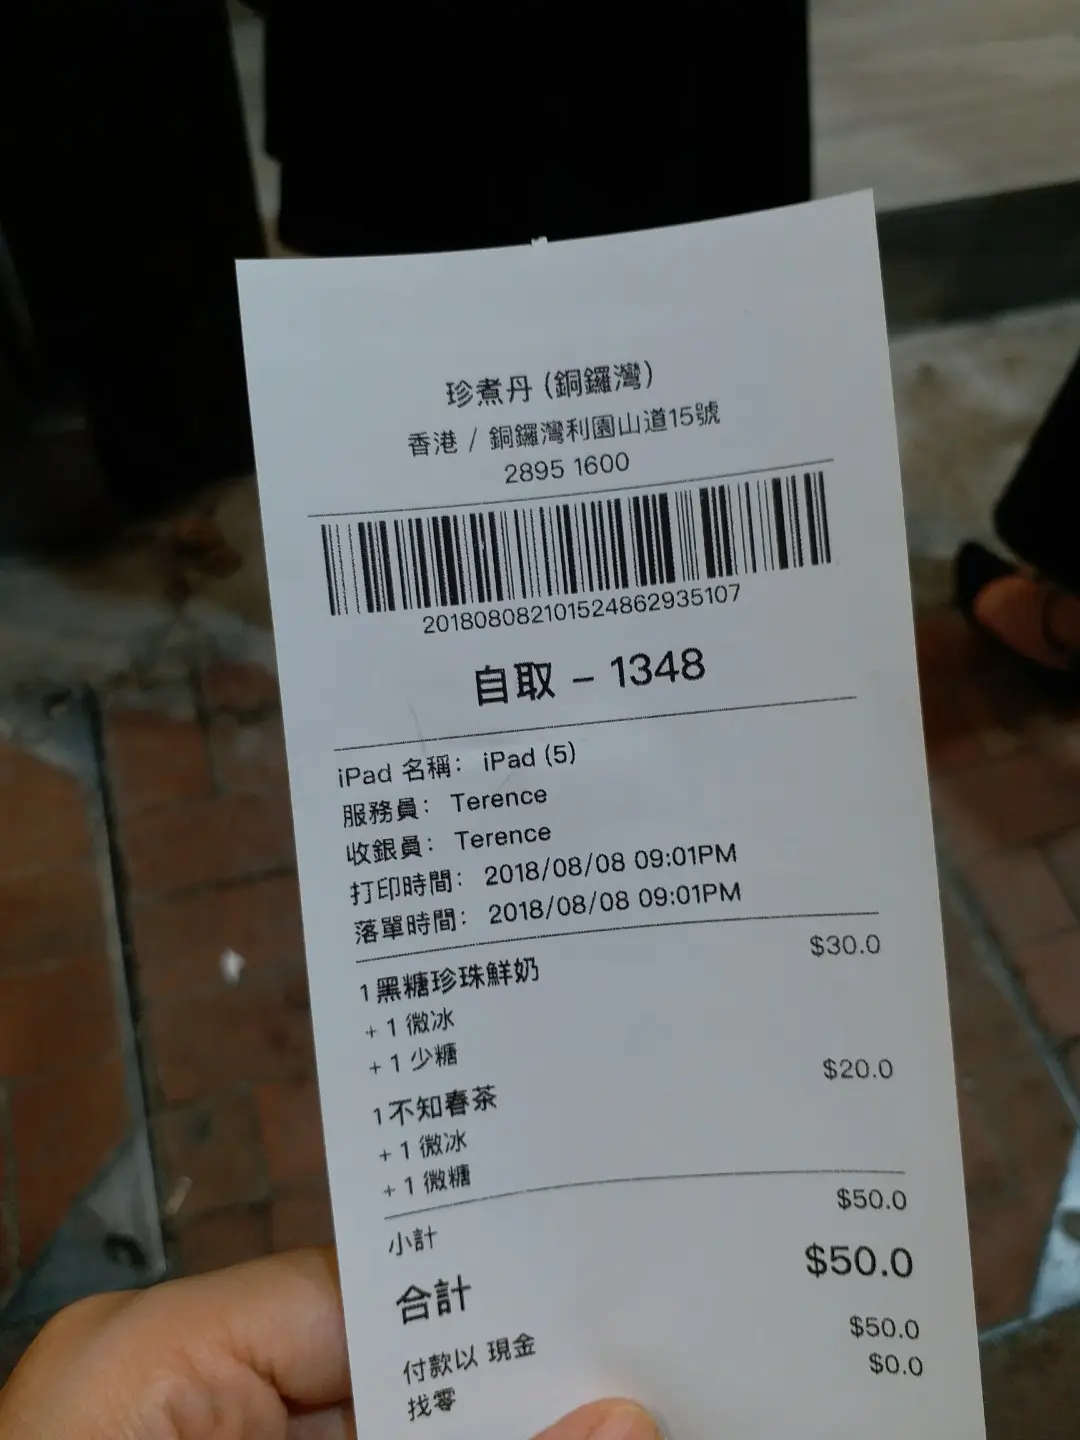 珍煮丹 (銅鑼灣)
香港 / 銅鑼灣利園山道15號
2895 1600
201808082101524862935107
自取 – 1348
iPad 名稱： iPad (5)
服務員： Terence
收銀員： Terence
打印時間： 2018/08/08 09:01PM
落單時間： 2018/08/08 09:01PM
1 黑糖珍珠鮮奶 $30.0
+ 1 微冰
+ 1 少糖
1 不知春茶 $20.0
+ 1 微冰
+ 1 微糖
小計 $50.0
合計 $50.0
付款以 現金 $50.0
找零 $0.0